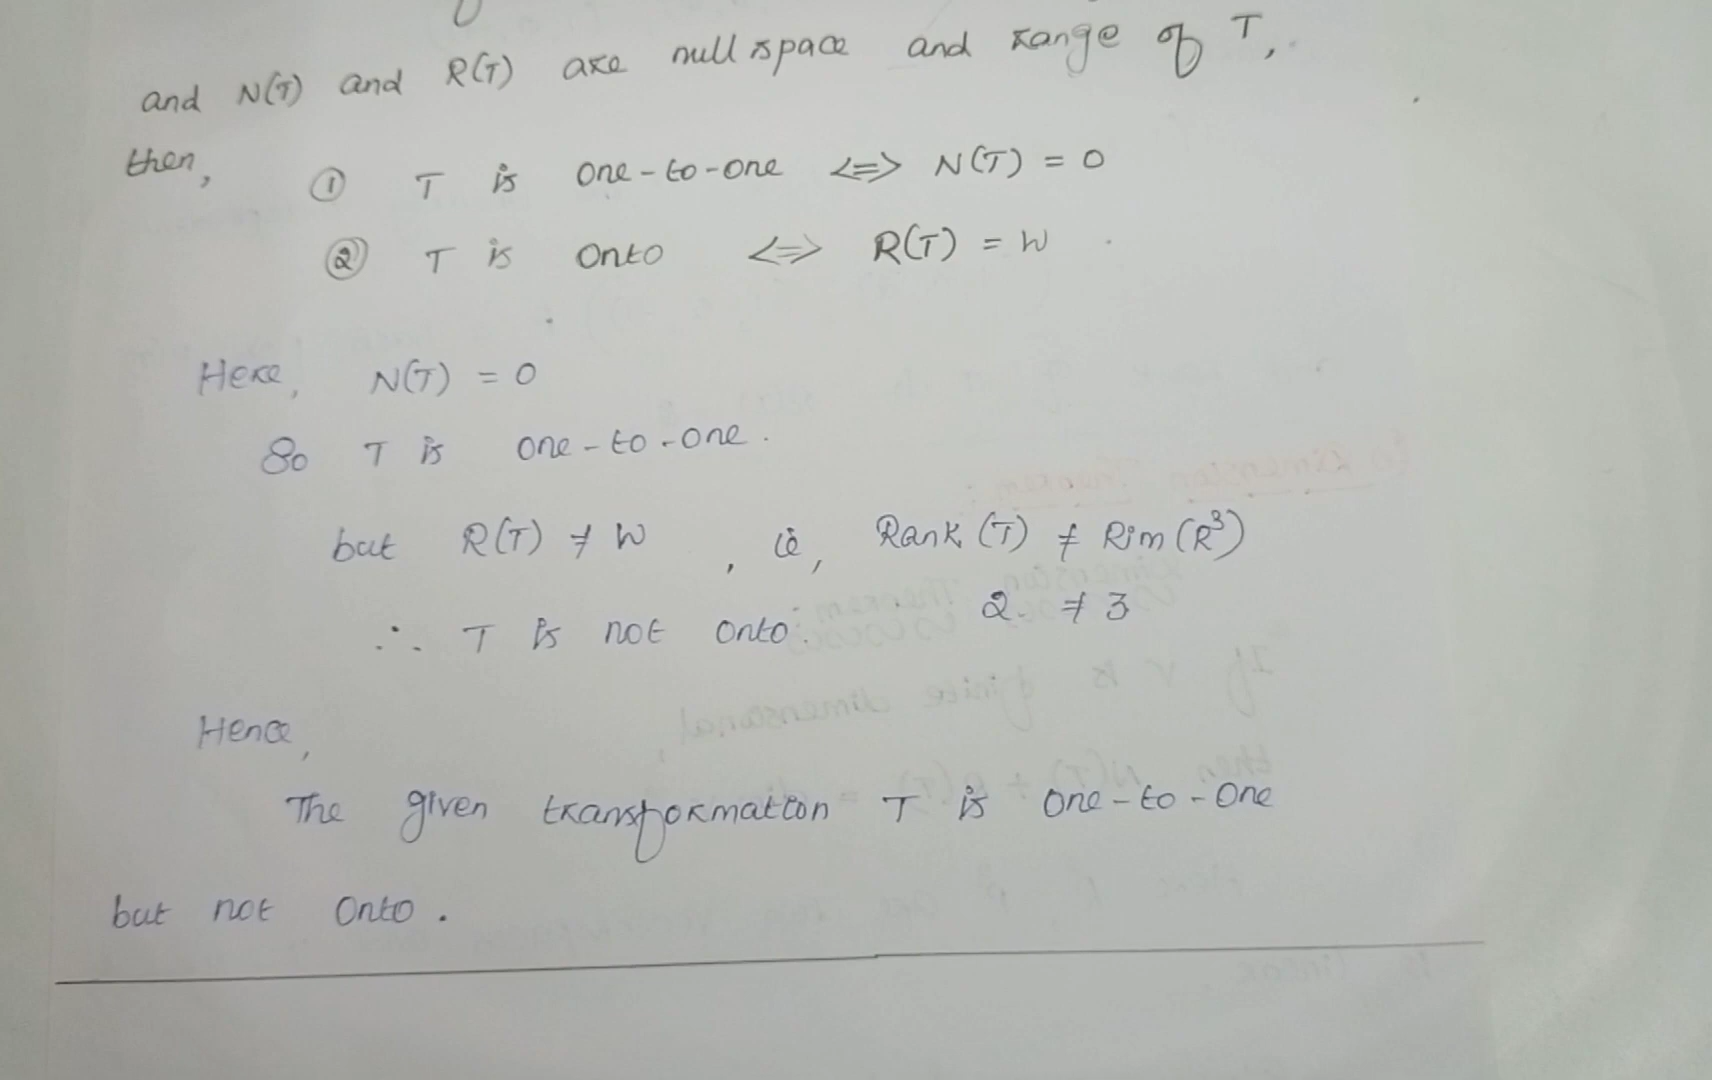 and N(T) and R(T) are null space and range of T,
then,
① T is one-to-one <=> N(T) = 0
② T is Onto <=> R(T) = W
Here, N(T) = 0
So T is one-to-one.
but R(T) ≠ W , ie, Rank (T) ≠ Rim (R³)
2 ≠ 3
∴ T is not onto.
Hence,
The given transformation T is one-to-one
but not Onto.